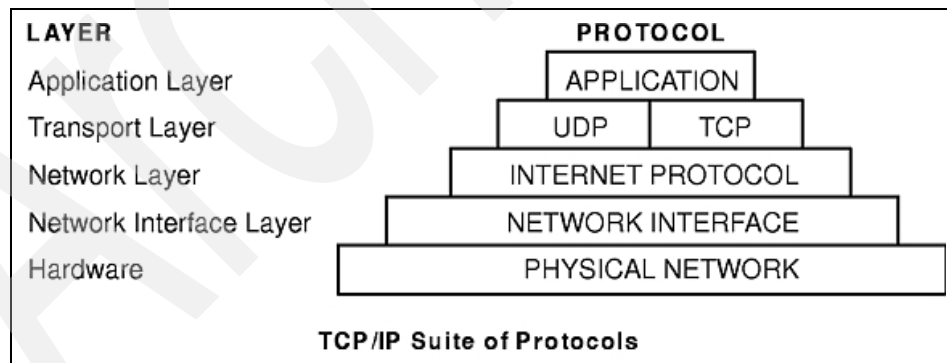 LAYER PROTOCOL
Application Layer APPLICATION
Transport Layer UDP TCP
Network Layer INTERNET PROTOCOL
Network Interface Layer NETWORK INTERFACE
Hardware PHYSICAL NETWORK
TCP/IP Suite of Protocols